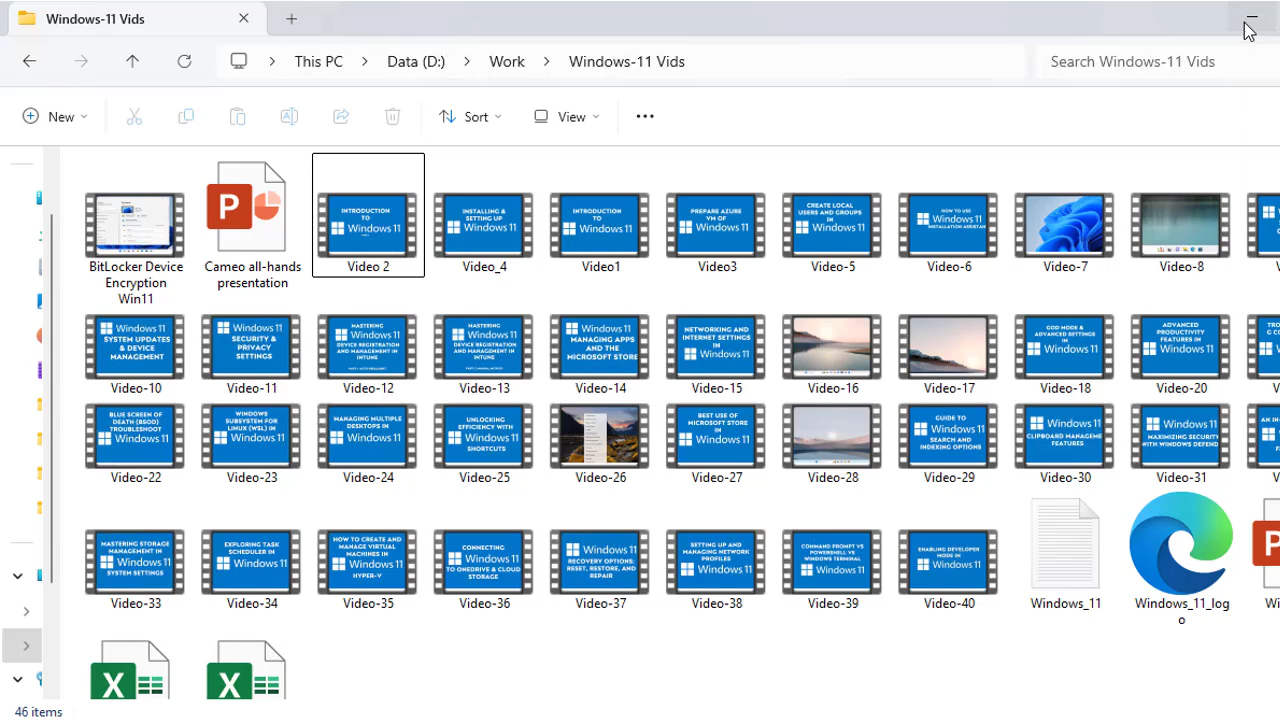 Windows-11 Vids
This PC
Data (D:)
Work
Windows-11 Vids
Search Windows-11 Vids
New
Sort
View
INTRODUCTION
TO
Windows 11
INSTALLING &
SETTING UP
Windows 11
INTRODUCTION
TO
Windows 11
PREPARE AZURE
VM OF
Windows 11
CREATE LOCAL
USERS AND GROUPS
IN
Windows 11
HOW TO USE
Windows 11
INSTALLATION ASSISTAN
BitLocker Device
Encryption
Win11
Cameo all-hands
presentation
Video 2
Video_4
Video1
Video3
Video-5
Video-6
Video-7
Video-8
Windows 11
SYSTEM UPDATES
& DEVICE
MANAGEMENT
Windows 11
SECURITY &
PRIVACY
SETTINGS
MASTERING
Windows 11
DEVICE REGISTRATION
AND MANAGEMENT IN
INTUNE
MASTERING
Windows 11
DEVICE REGISTRATION
AND MANAGEMENT IN
INTUNE
Windows 11
MANAGING APPS
AND THE
MICROSOFT STORE
NETWORKING AND
INTERNET SETTINGS
IN
Windows 11
GOD MODE &
ADVANCED SETTINGS
IN
Windows 11
ADVANCED
PRODUCTIVITY
FEATURES IN
Windows 11
Video-10
Video-11
Video-12
Video-13
Video-14
Video-15
Video-16
Video-17
Video-18
Video-20
BLUE SCREEN OF
DEATH (BSOD)
TROUBLESHOOT
IN
Windows 11
WINDOWS
SUBSYSTEM FOR
LINUX (WSL) IN
Windows 11
MANAGING MULTIPLE
DESKTOPS IN
Windows 11
UNLOCKING
EFFICIENCY WITH
Windows 11
SHORTCUTS
BEST USE OF
MICROSOFT STORE
IN
Windows 11
GUIDE TO
Windows 11
SEARCH AND
INDEXING OPTIONS
Windows 11
CLIPBOARD MANAGEME
FEATURES
Windows 11
MAXIMIZING SECURITY
WITH WINDOWS DEFEND
Video-22
Video-23
Video-24
Video-25
Video-26
Video-27
Video-28
Video-29
Video-30
Video-31
MASTERING STORAGE
MANAGEMENT IN
Windows 11
SYSTEM SETTINGS
EXPLORING TASK
SCHEDULER IN
Windows 11
HOW TO CREATE AND
MANAGE VIRTUAL
MACHINES IN
Windows 11
HYPER-V
CONNECTING
Windows 11
TO ONEDRIVE & CLOUD
STORAGE
Windows 11
RECOVERY OPTIONS:
RESET, RESTORE, AND
REPAIR
SETTING UP AND
MANAGING NETWORK
PROFILES
Windows 11
COMMAND PROMPT VS
POWERSHELL VS
WINDOWS TERMINAL
Windows 11
ENABLING DEVELOPER
MODE IN
Windows 11
Video-33
Video-34
Video-35
Video-36
Video-37
Video-38
Video-39
Video-40
Windows_11
Windows_11_log
o
46 items